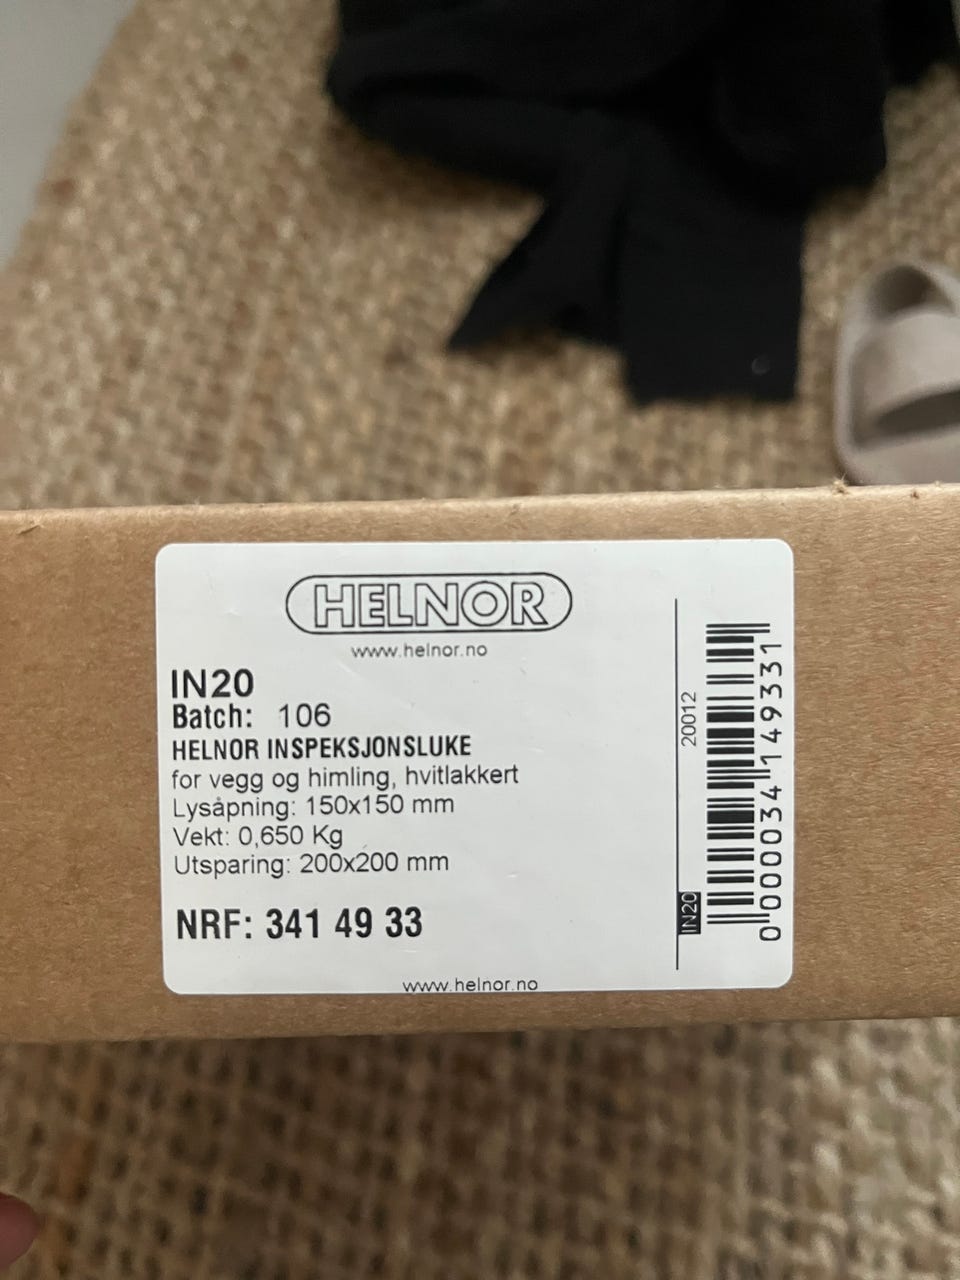 HELNOR
www.helnor.no
IN20
Batch: 106
HELNOR INSPEKSJONSLUKE
for vegg og himling, hvitlakkert
Lysåpning: 150x150 mm
Vekt: 0,650 Kg
Utsparing: 200x200 mm
NRF: 341 49 33
www.helnor.no
20012
IN20
0000034149331